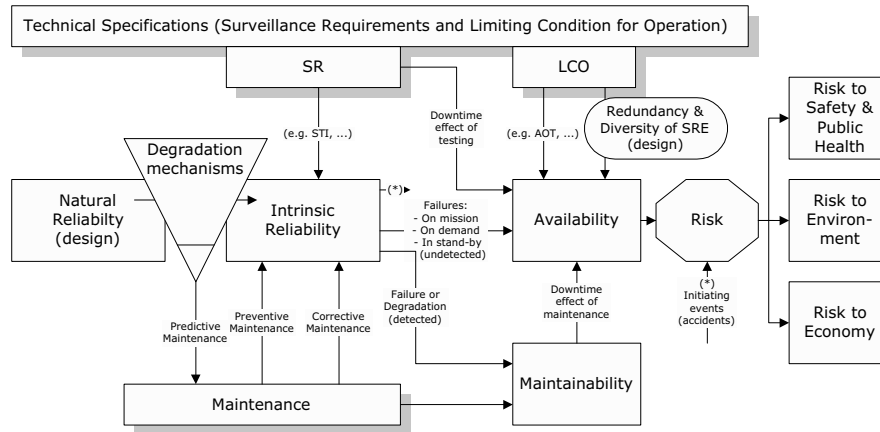 Technical Specifications (Surveillance Requirements and Limiting Condition for Operation)
SR
LCO
(e.g. STI, ...)
Downtime
effect of
testing
(e.g. AOT, ...)
Redundancy &
Diversity of SRE
(design)
Risk to
Safety &
Public
Health
Degradation
mechanisms
Natural
Reliabilty
(design)
Intrinsic
Reliability
(*)
Failures:
- On mission
- On demand
- In stand-by
(undetected)
Availability
Risk
Risk to
Environ-
ment
Predictive
Maintenance
Preventive
Maintenance
Corrective
Maintenance
Failure or
Degradation
(detected)
Downtime
effect of
maintenance
(*)
Initiating
events
(accidents)
Risk to
Economy
Maintenance
Maintainability